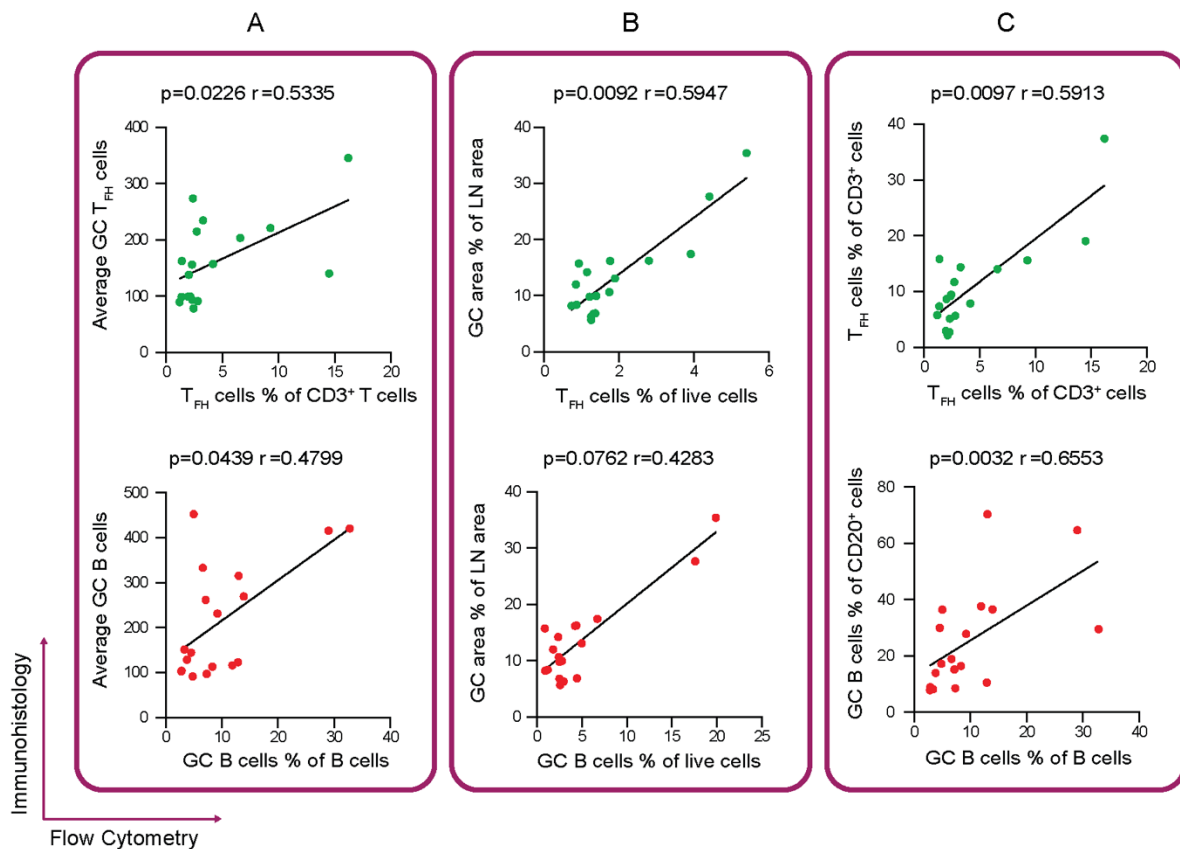 A
B
C
p=0.0226 r=0.5335
Average GC TFH cells
400
300
200
100
0
0 5 10 15 20
TFH cells % of CD3+ T cells
p=0.0092 r=0.5947
GC area % of LN area
40
30
20
10
0
0 2 4 6
TFH cells % of live cells
p=0.0097 r=0.5913
TFH cells % of CD3+ cells
40
30
20
10
0
0 5 10 15 20
TFH cells % of CD3+ cells
p=0.0439 r=0.4799
Average GC B cells
500
400
300
200
100
0
0 10 20 30 40
GC B cells % of B cells
p=0.0762 r=0.4283
GC area % of LN area
40
30
20
10
0
0 5 10 15 20 25
GC B cells % of live cells
p=0.0032 r=0.6553
GC B cells % of CD20+ cells
80
60
40
20
0
0 10 20 30 40
GC B cells % of B cells
Immunohistology
Flow Cytometry